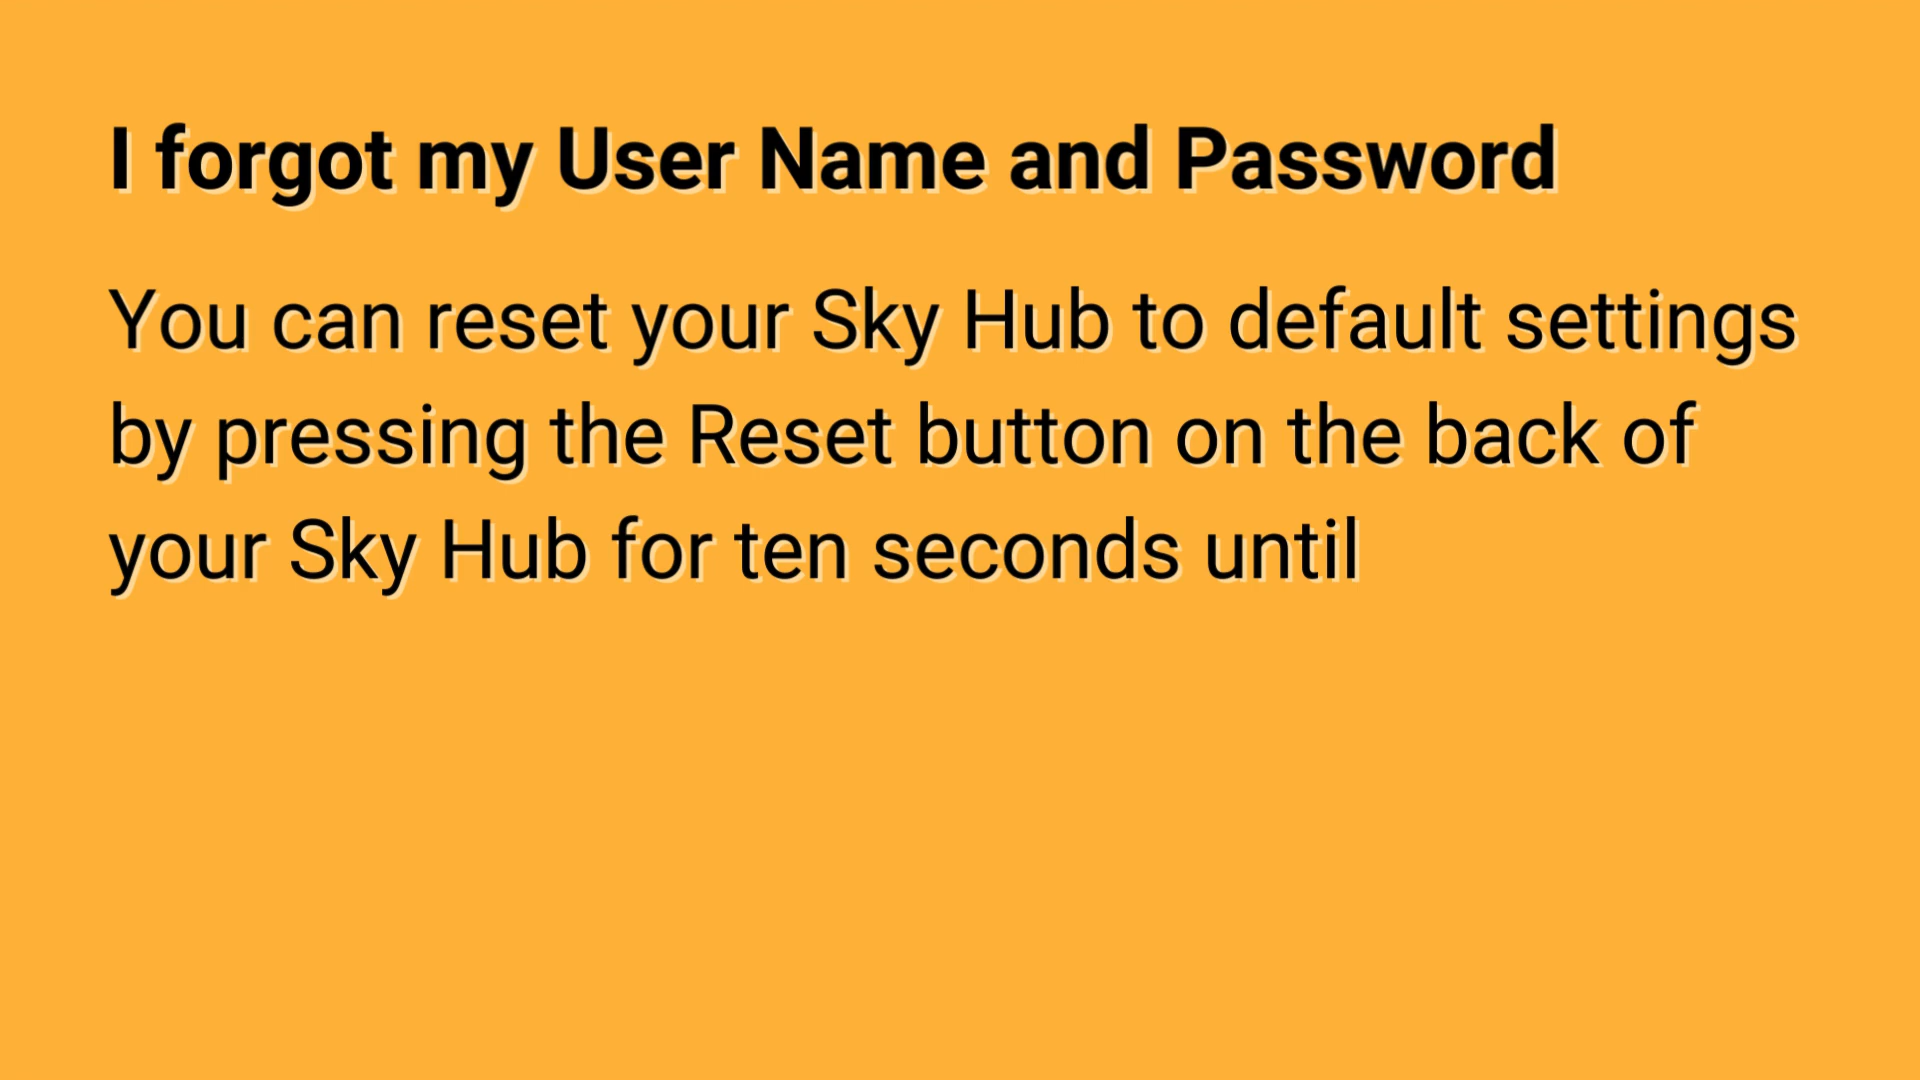 I forgot my User Name and Password
You can reset your Sky Hub to default settings
by pressing the Reset button on the back of
your Sky Hub for ten seconds until